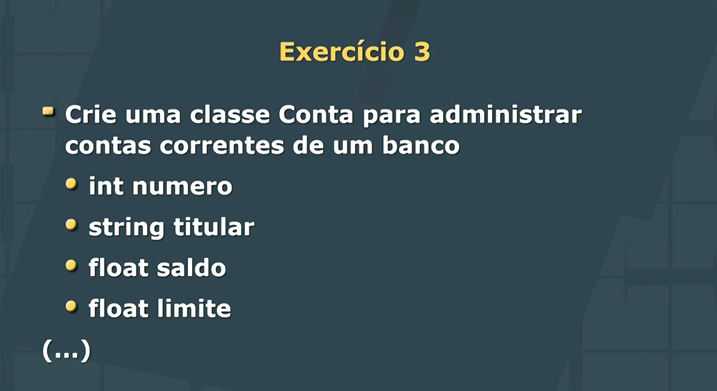 Exercício 3
Crie uma classe Conta para administrar
contas correntes de um banco
int numero
string titular
float saldo
float limite
(...)